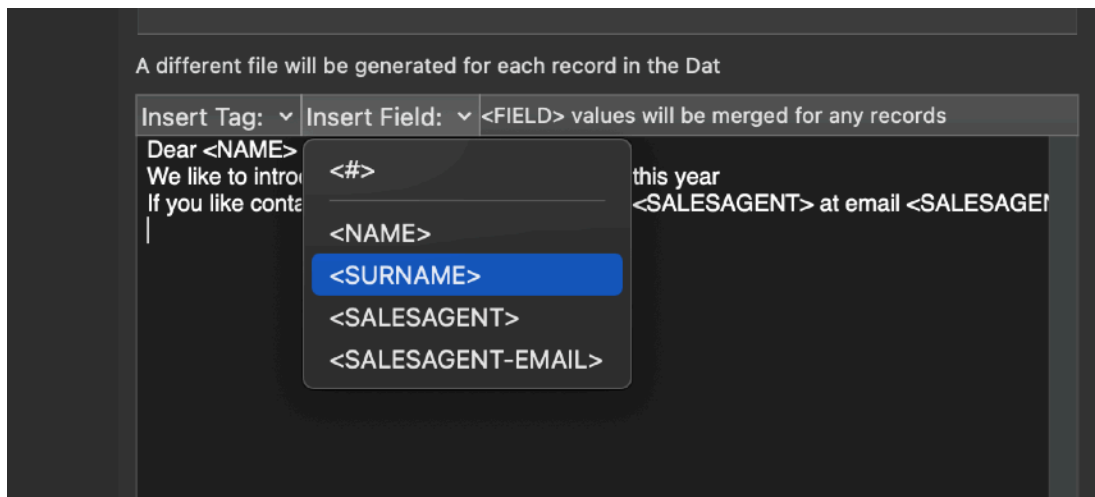 A different file will be generated for each record in the Dat
Insert Tag: Insert Field: <FIELD> values will be merged for any records
Dear <NAME>
We like to introd this year
If you like conta <SALESAGENT> at email <SALESAGE
<#>
<NAME>
<SURNAME>
<SALESAGENT>
<SALESAGENT-EMAIL>